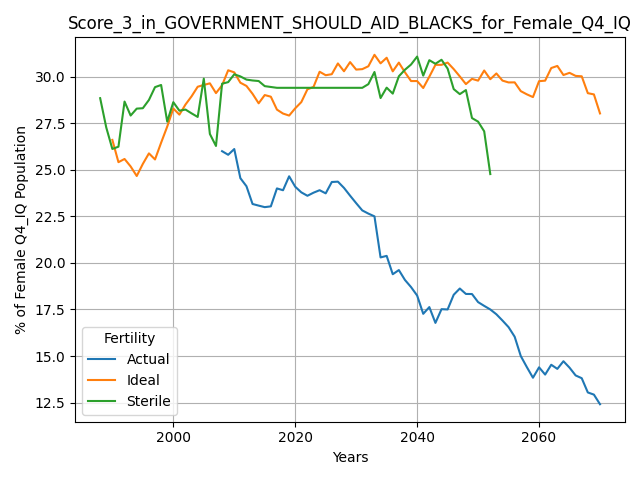 Score_3_in_GOVERNMENT_SHOULD_AID_BLACKS_for_Female_Q4_IQ
% of Female Q4_IQ Population
30.0
27.5
25.0
22.5
20.0
17.5
15.0
12.5
Fertility
Actual
Ideal
Sterile
2000
2020
2040
2060
Years